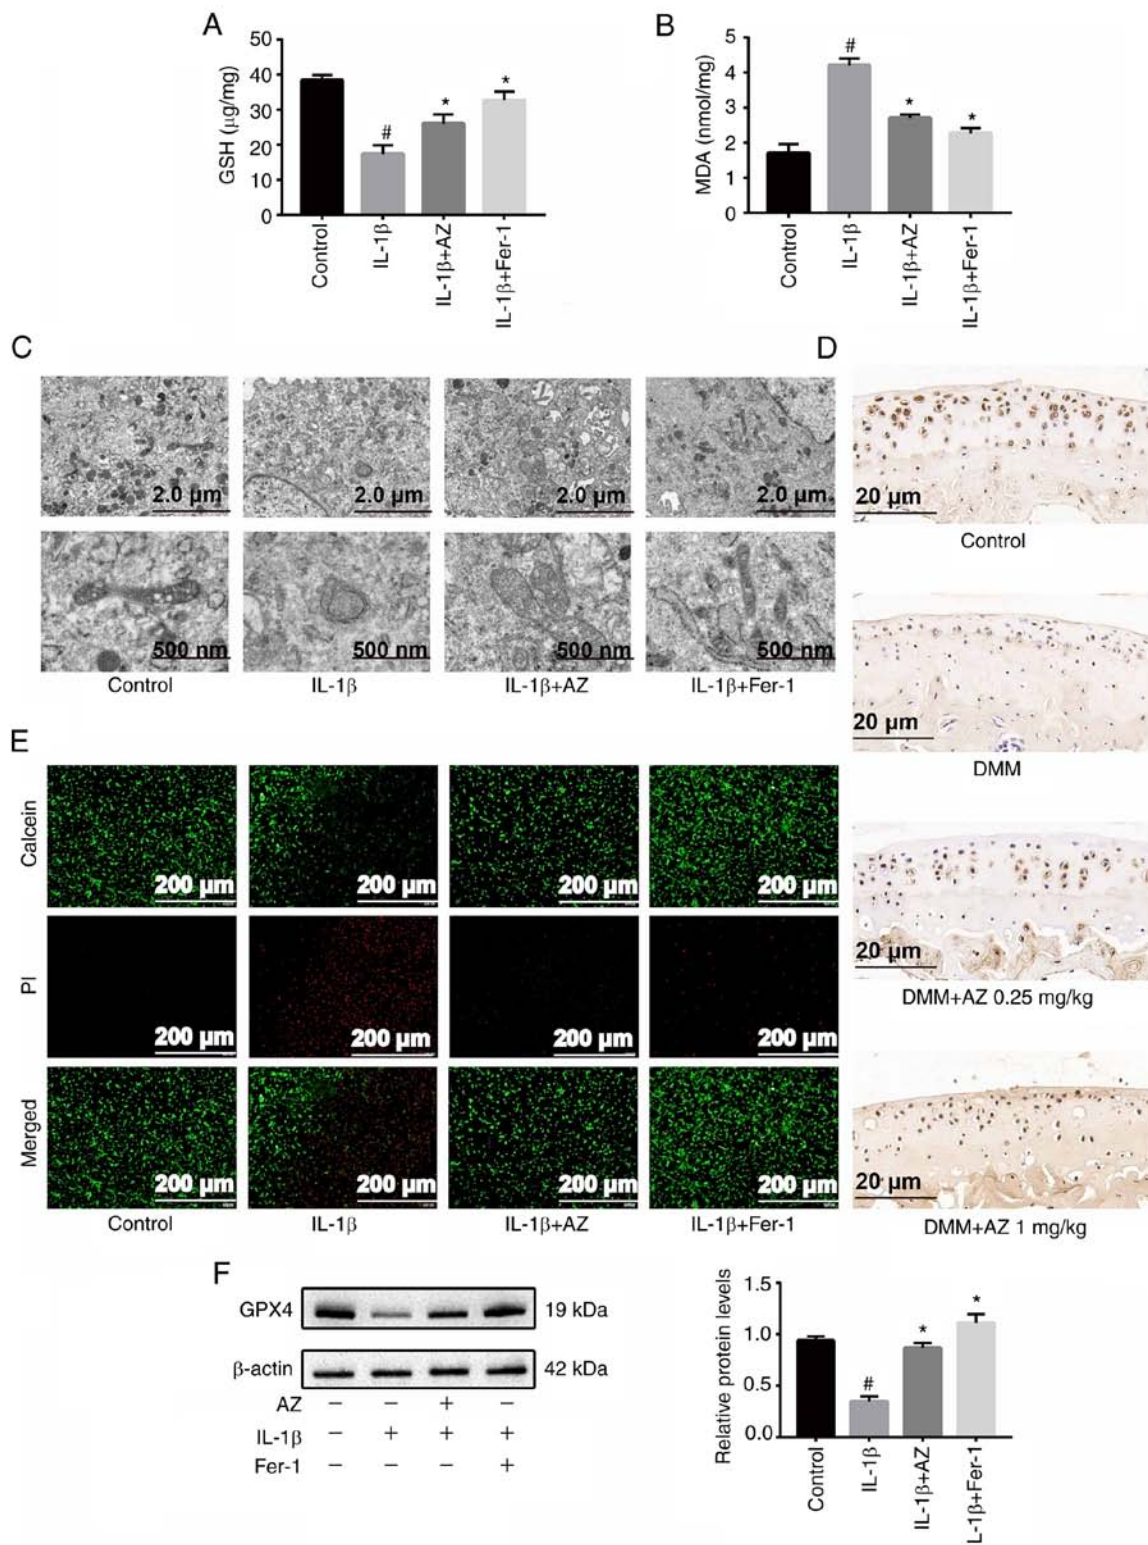 A
GSH (µg/mg)
50
40
30
20
10
0
#
*
*
Control
IL-1β
IL-1β+AZ
IL-1β+Fer-1
B
MDA (nmol/mg)
5
4
3
2
1
0
#
*
*
Control
IL-1β
IL-1β+AZ
IL-1β+Fer-1
C
2.0 µm
2.0 µm
2.0 µm
2.0 µm
500 nm
500 nm
500 nm
500 nm
Control
IL-1β
IL-1β+AZ
IL-1β+Fer-1
D
20 µm
Control
20 µm
DMM
20 µm
DMM+AZ 0.25 mg/kg
20 µm
DMM+AZ 1 mg/kg
E
Calcein
200 µm
200 µm
200 µm
200 µm
PI
200 µm
200 µm
200 µm
200 µm
Merged
200 µm
200 µm
200 µm
200 µm
Control
IL-1β
IL-1β+AZ
IL-1β+Fer-1
F
GPX4
19 kDa
β-actin
42 kDa
AZ − − + −
IL-1β − + + +
Fer-1 − − − +
Relative protein levels
1.5
1.0
0.5
0.0
#
*
*
Control
IL-1β
IL-1β+AZ
L-1β+Fer-1